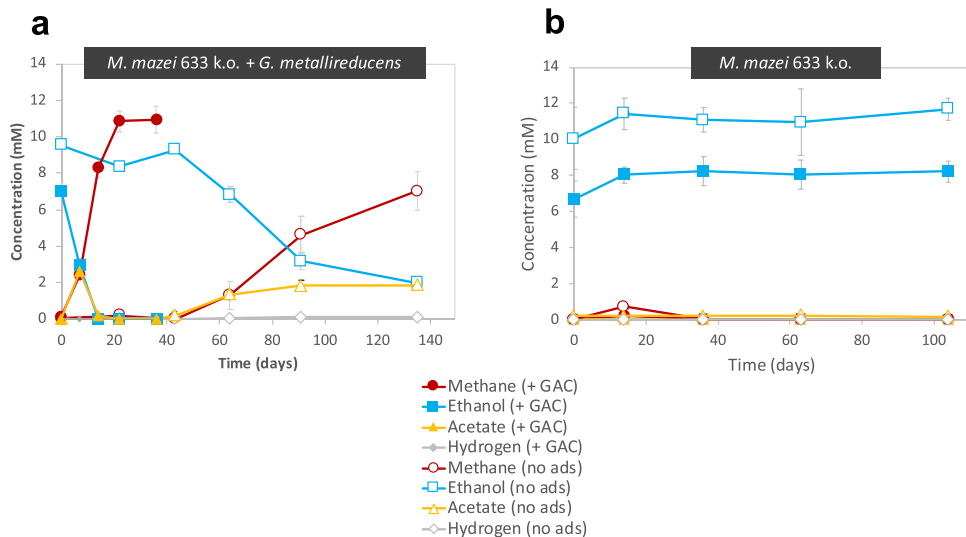 a
b
M. mazei 633 k.o. + G. metallireducens
M. mazei 633 k.o.
Concentration (mM)
14
12
10
8
6
4
2
0
0 20 40 60 80 100 120 140
Time (days)
Concentration (mM)
14
12
10
8
6
4
2
0
0 20 40 60 80 100
Time (days)
Methane (+ GAC)
Ethanol (+ GAC)
Acetate (+ GAC)
Hydrogen (+ GAC)
Methane (no ads)
Ethanol (no ads)
Acetate (no ads)
Hydrogen (no ads)